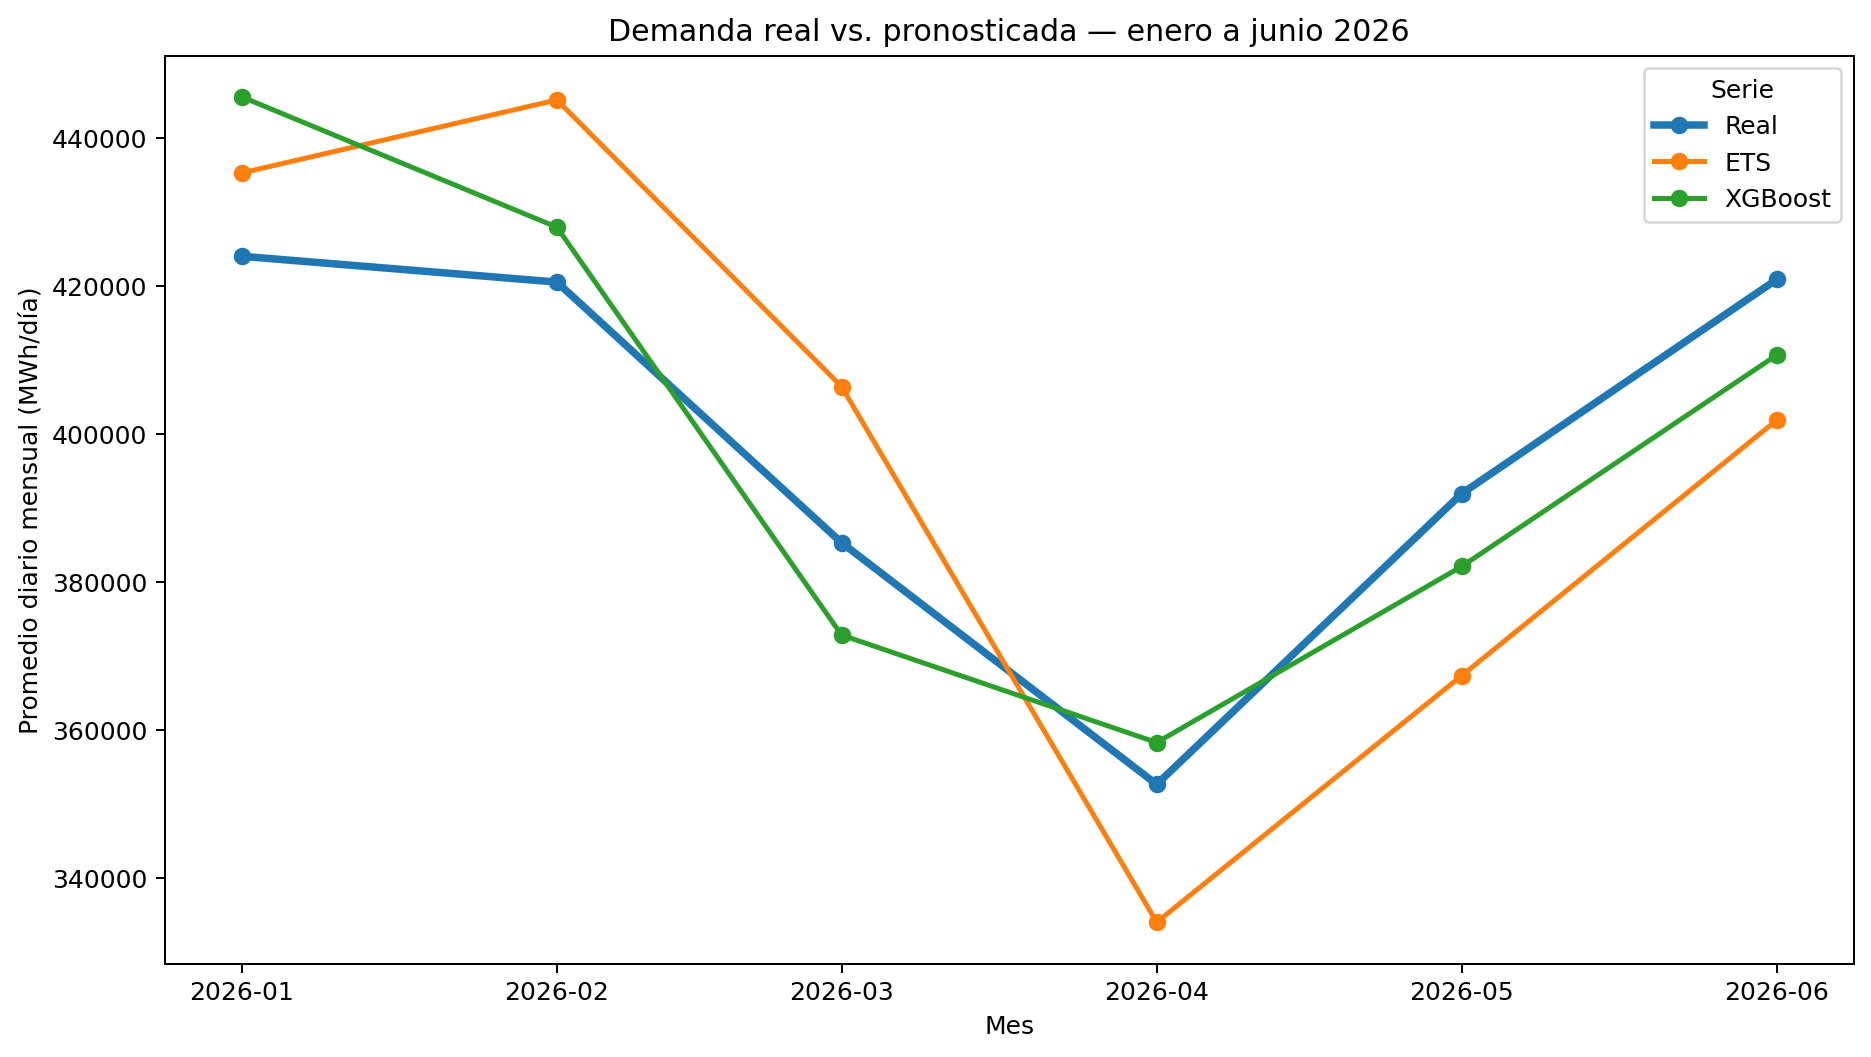 Demanda real vs. pronosticada — enero a junio 2026
Serie
Real
ETS
XGBoost
Promedio diario mensual (MWh/día)
440000
420000
400000
380000
360000
340000
2026-01
2026-02
2026-03
2026-04
2026-05
2026-06
Mes